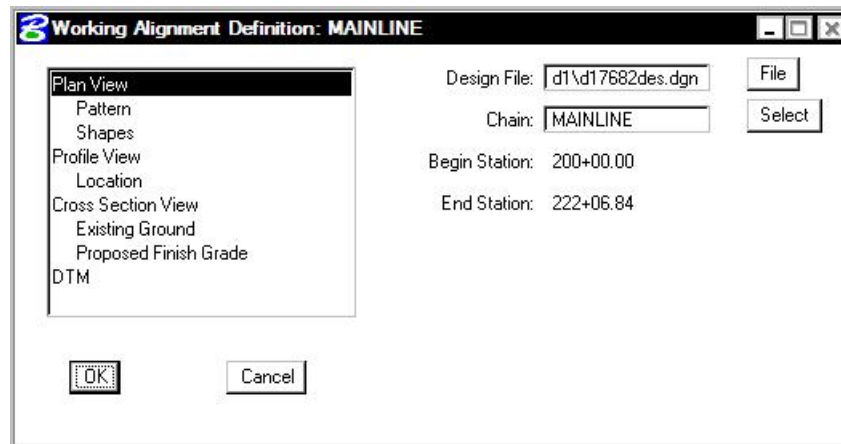 Working Alignment Definition: MAINLINE
Plan View
Pattern
Shapes
Profile View
Location
Cross Section View
Existing Ground
Proposed Finish Grade
DTM
Design File: d1\d17682des.dgn File
Chain: MAINLINE Select
Begin Station: 200+00.00
End Station: 222+06.84
OK Cancel